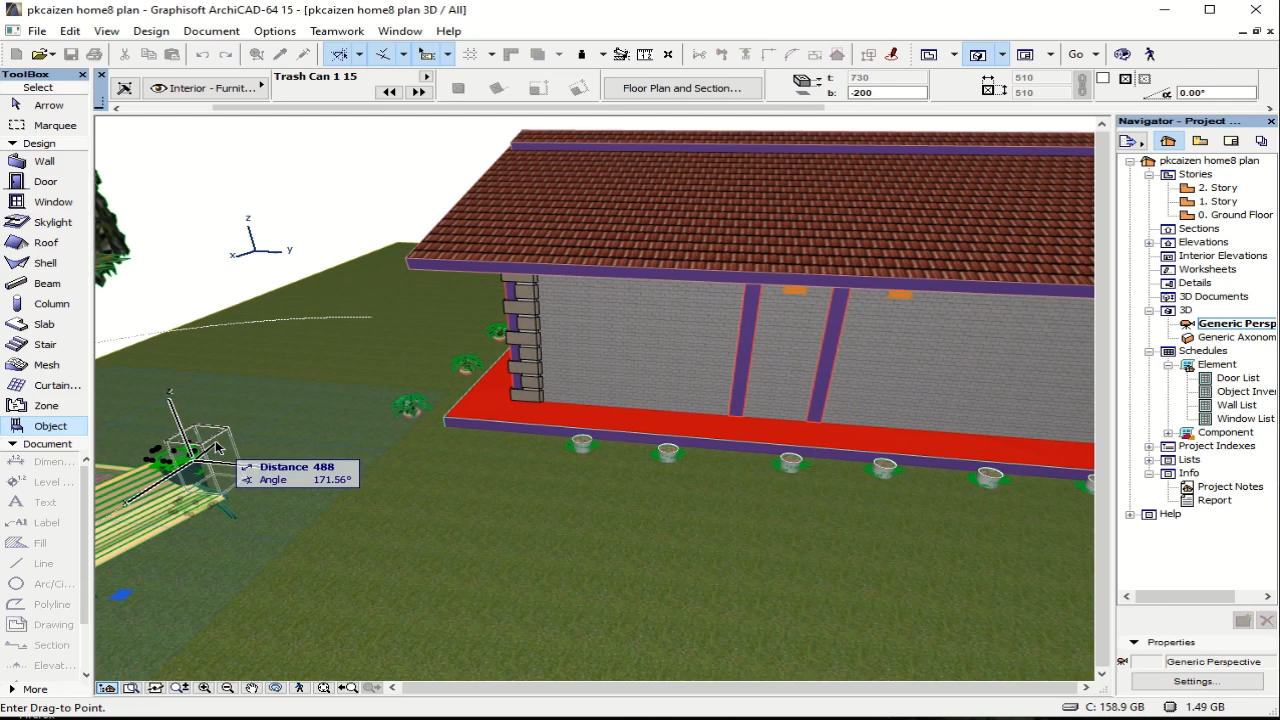 pkcaizen home8 plan - Graphisoft ArchiCAD-64 15 - [pkcaizen home8 plan 3D / All]
File Edit View Design Document Options Teamwork Window Help
Go
ToolBox
Select
Arrow
Marquee
Design
Wall
Door
Window
Skylight
Roof
Shell
Beam
Column
Slab
Stair
Mesh
Curtain...
Zone
Object
Document
Dimen...
Level ...
Text
Label
Fill
Line
Arc/Ci...
Polyline
Drawing
Section
Elevat...
More
Trash Can 1 15
Interior - Furnit...
Floor Plan and Section...
t: 730
b: -200
510
510
0.00°
z
x
y
z
Distance 488
Angle 171.56°
Navigator - Project ...
pkcaizen home8 plan
Stories
2. Story
1. Story
0. Ground Floor
Sections
Elevations
Interior Elevations
Worksheets
Details
3D Documents
3D
Generic Persp
Generic Axonom
Schedules
Element
Door List
Object Inve
Wall List
Window List
Component
Project Indexes
Lists
Info
Project Notes
Report
Help
Properties
Generic Perspective
Settings...
Enter Drag-to Point.
C: 158.9 GB
1.49 GB